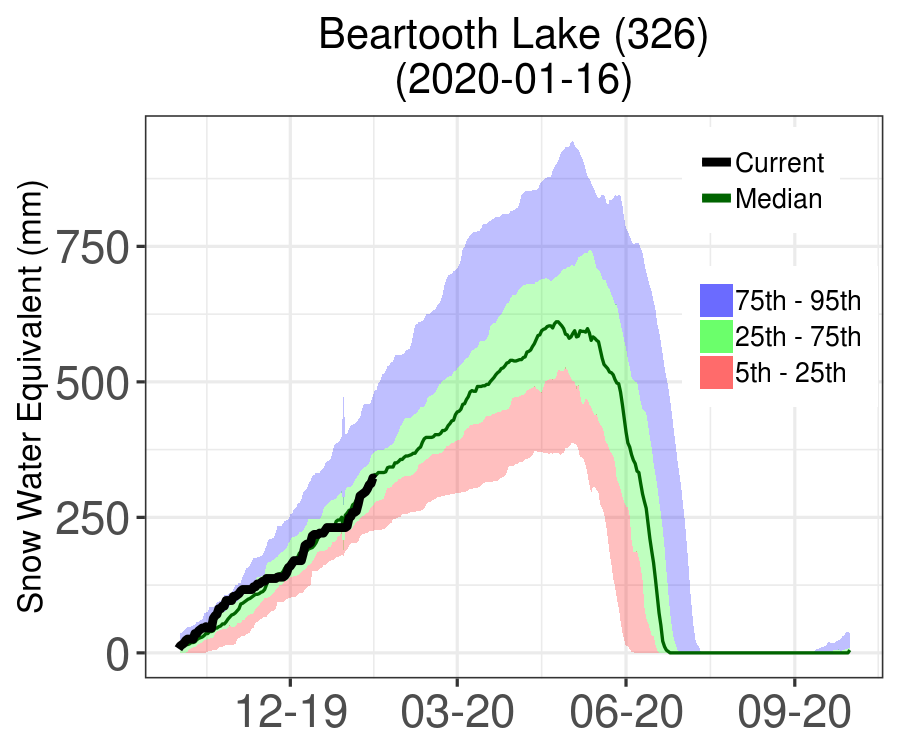 Beartooth Lake (326)
(2020-01-16)
Snow Water Equivalent (mm)
750
500
250
0
12-19 03-20 06-20 09-20
Current
Median
75th - 95th
25th - 75th
5th - 25th